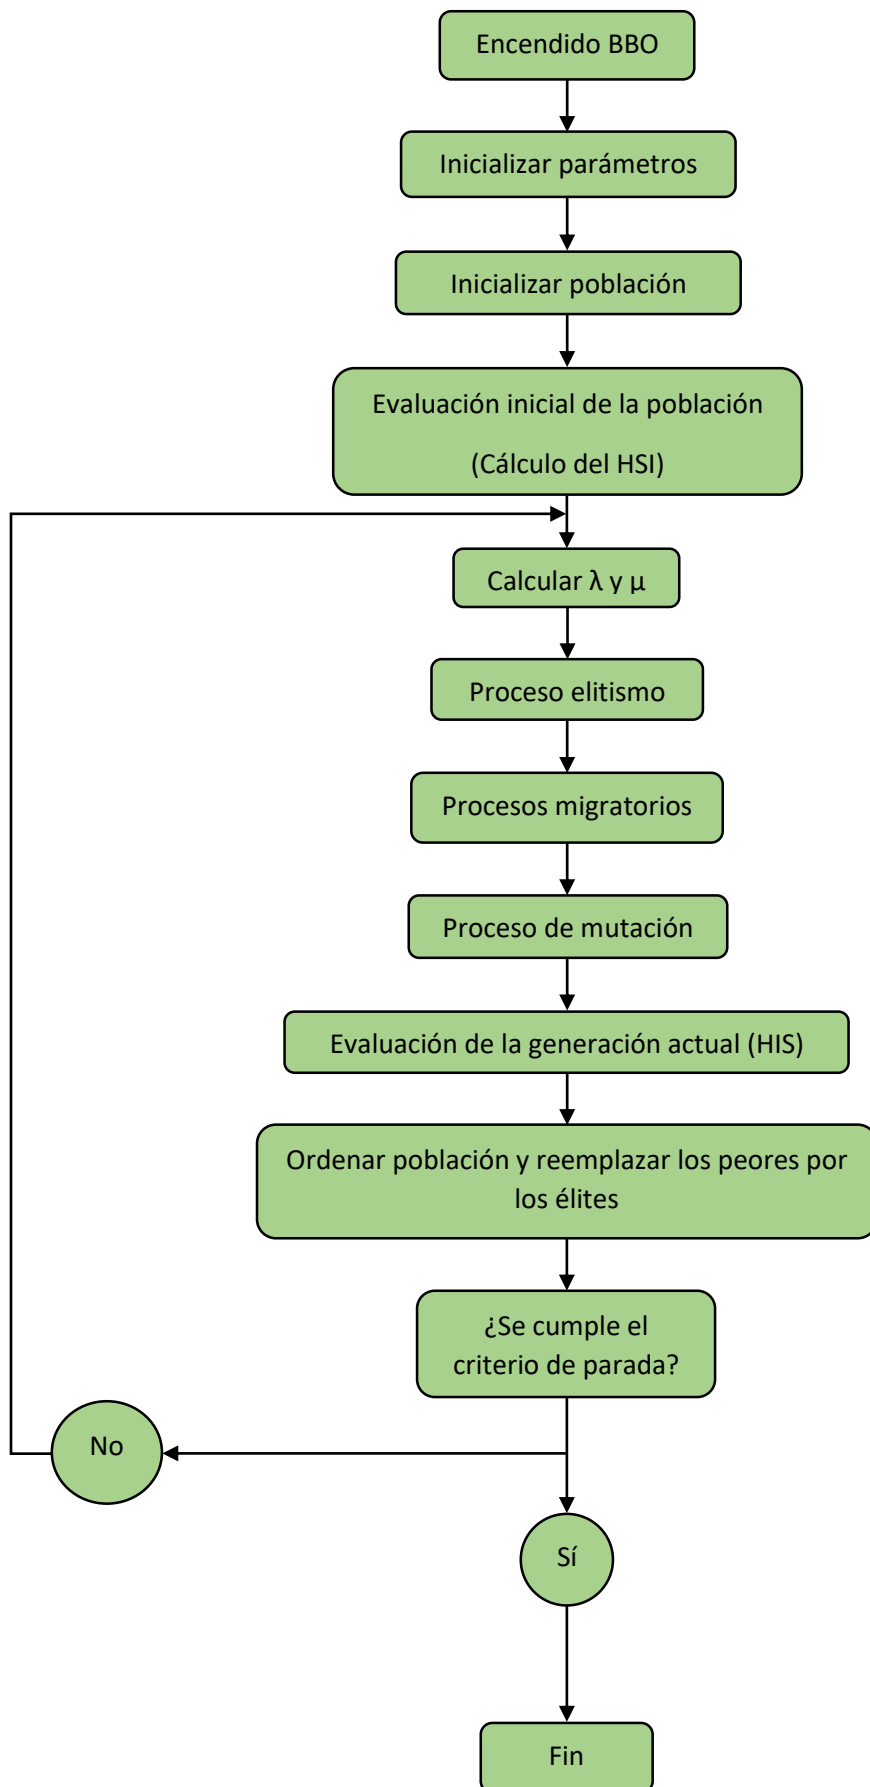 Encendido BBO
Inicializar parámetros
Inicializar población
Evaluación inicial de la población
(Cálculo del HSI)
Calcular λ y μ
Proceso elitismo
Procesos migratorios
Proceso de mutación
Evaluación de la generación actual (HIS)
Ordenar población y reemplazar los peores por
los élites
¿Se cumple el
criterio de parada?
No
Sí
Fin